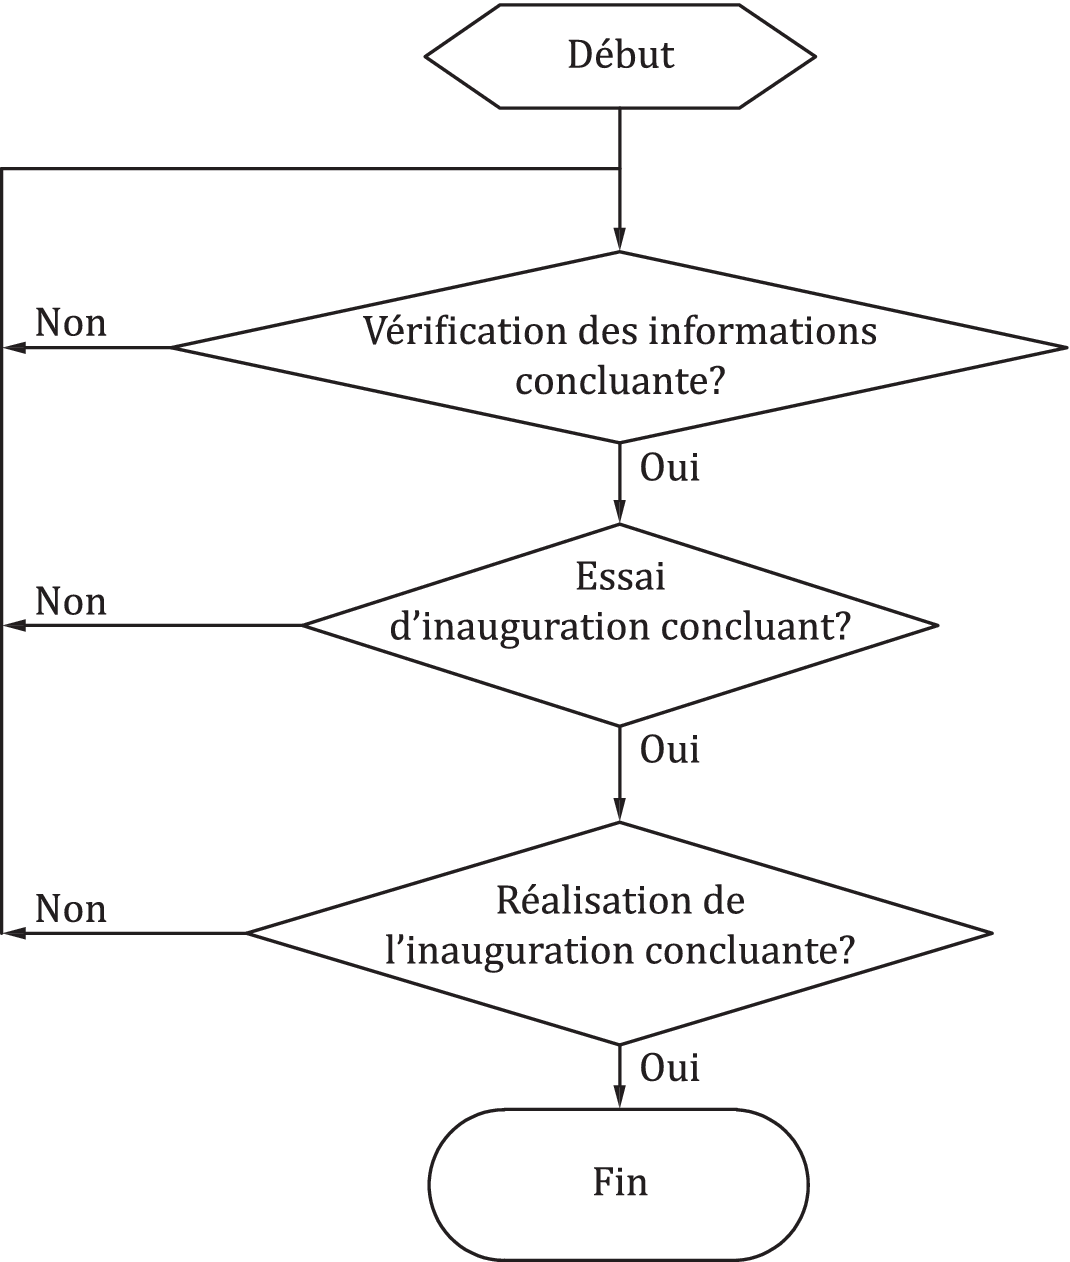 Début
Non
Vérification des informations
concluante?
Oui
Non
Essai
d’inauguration concluant?
Oui
Non
Réalisation de
l’inauguration concluante?
Oui
Fin